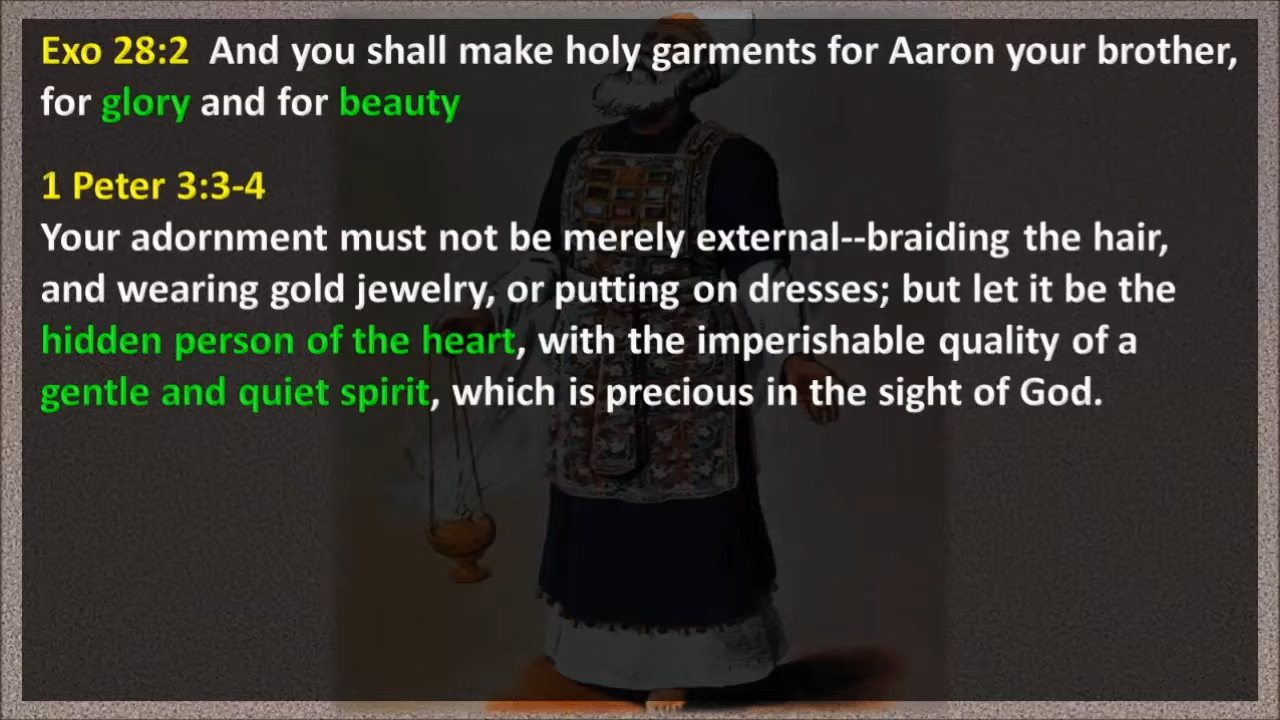 Exo 28:2 And you shall make holy garments for Aaron your brother,
for glory and for beauty
1 Peter 3:3-4
Your adornment must not be merely external--braiding the hair,
and wearing gold jewelry, or putting on dresses; but let it be the
hidden person of the heart, with the imperishable quality of a
gentle and quiet spirit, which is precious in the sight of God.